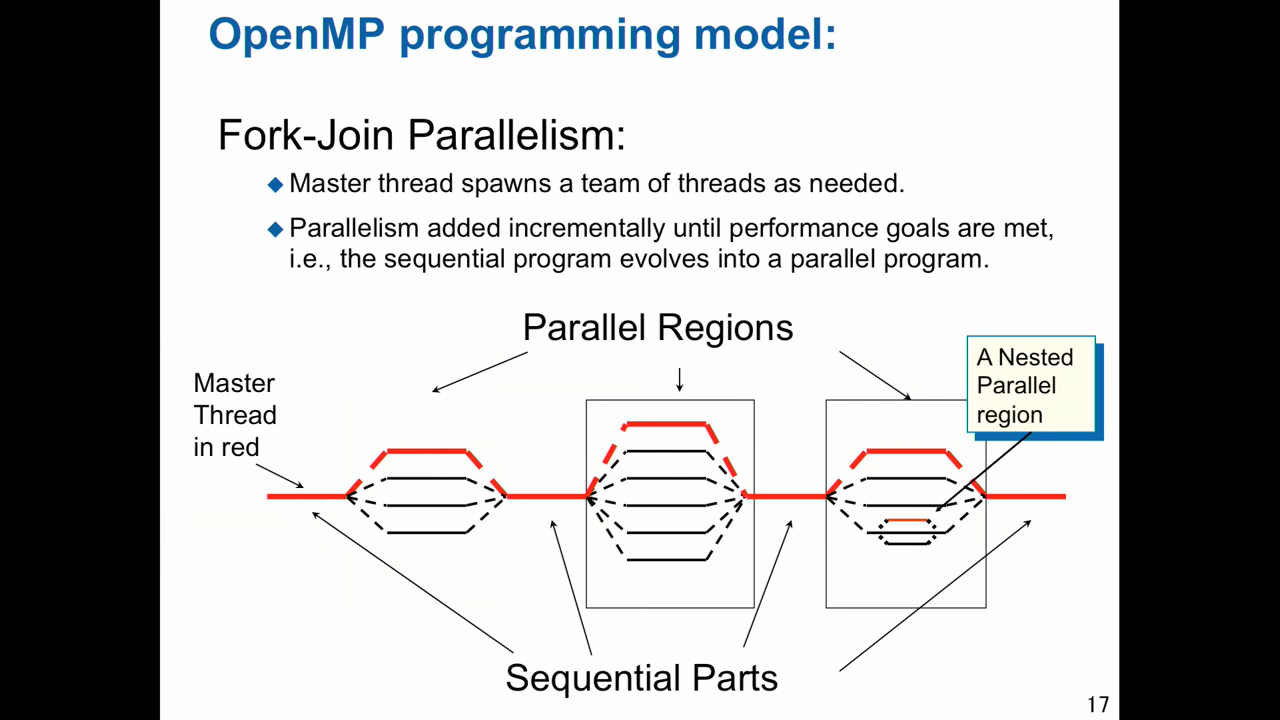 OpenMP programming model:
Fork-Join Parallelism:
Master thread spawns a team of threads as needed.
Parallelism added incrementally until performance goals are met,
i.e., the sequential program evolves into a parallel program.
Parallel Regions
A Nested
Parallel
region
Master
Thread
in red
Sequential Parts
17